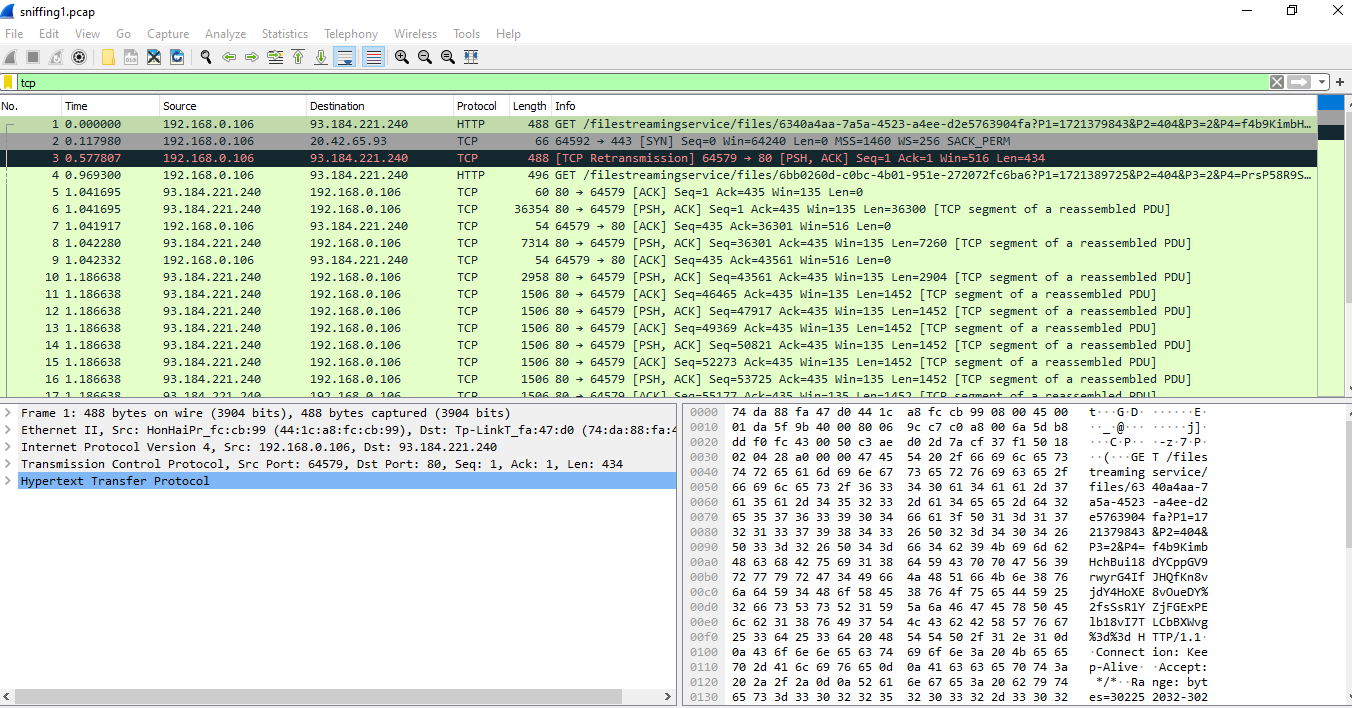 sniffing1.pcap
File Edit View Go Capture Analyze Statistics Telephony Wireless Tools Help
tcp
No. Time Source Destination Protocol Length Info
1 0.000000 192.168.0.106 93.184.221.240 HTTP 488 GET /filestreamingservice/files/6340a4aa-7a5a-4523-a4ee-d2e5763904fa?P1=1721379843&P2=404&P3=2&P4=f4b9KimbH…
2 0.117980 192.168.0.106 20.42.65.93 TCP 66 64592 → 443 [SYN] Seq=0 Win=64240 Len=0 MSS=1460 WS=256 SACK_PERM
3 0.577807 192.168.0.106 93.184.221.240 TCP 488 [TCP Retransmission] 64579 → 80 [PSH, ACK] Seq=1 Ack=1 Win=516 Len=434
4 0.969300 192.168.0.106 93.184.221.240 HTTP 496 GET /filestreamingservice/files/6bb0260d-c0bc-4b01-951e-272072fc6ba6?P1=1721389725&P2=404&P3=2&P4=PrsP58R9S…
5 1.041695 93.184.221.240 192.168.0.106 TCP 60 80 → 64579 [ACK] Seq=1 Ack=435 Win=135 Len=0
6 1.041695 93.184.221.240 192.168.0.106 TCP 36354 80 → 64579 [PSH, ACK] Seq=1 Ack=435 Win=135 Len=36300 [TCP segment of a reassembled PDU]
7 1.041917 192.168.0.106 93.184.221.240 TCP 54 64579 → 80 [ACK] Seq=435 Ack=36301 Win=516 Len=0
8 1.042280 93.184.221.240 192.168.0.106 TCP 7314 80 → 64579 [PSH, ACK] Seq=36301 Ack=435 Win=135 Len=7260 [TCP segment of a reassembled PDU]
9 1.042332 192.168.0.106 93.184.221.240 TCP 54 64579 → 80 [ACK] Seq=435 Ack=43561 Win=516 Len=0
10 1.186638 93.184.221.240 192.168.0.106 TCP 2958 80 → 64579 [PSH, ACK] Seq=43561 Ack=435 Win=135 Len=2904 [TCP segment of a reassembled PDU]
11 1.186638 93.184.221.240 192.168.0.106 TCP 1506 80 → 64579 [ACK] Seq=46465 Ack=435 Win=135 Len=1452 [TCP segment of a reassembled PDU]
12 1.186638 93.184.221.240 192.168.0.106 TCP 1506 80 → 64579 [PSH, ACK] Seq=47917 Ack=435 Win=135 Len=1452 [TCP segment of a reassembled PDU]
13 1.186638 93.184.221.240 192.168.0.106 TCP 1506 80 → 64579 [ACK] Seq=49369 Ack=435 Win=135 Len=1452 [TCP segment of a reassembled PDU]
14 1.186638 93.184.221.240 192.168.0.106 TCP 1506 80 → 64579 [PSH, ACK] Seq=50821 Ack=435 Win=135 Len=1452 [TCP segment of a reassembled PDU]
15 1.186638 93.184.221.240 192.168.0.106 TCP 1506 80 → 64579 [ACK] Seq=52273 Ack=435 Win=135 Len=1452 [TCP segment of a reassembled PDU]
16 1.186638 93.184.221.240 192.168.0.106 TCP 1506 80 → 64579 [PSH, ACK] Seq=53725 Ack=435 Win=135 Len=1452 [TCP segment of a reassembled PDU]
17 1.186638 93.184.221.240 192.168.0.106 TCP 1506 80 → 64579 [ACK] Seq=55177 Ack=435 Win=135 Len=1452 [TCP segment of a reassembled PDU]
Frame 1: 488 bytes on wire (3904 bits), 488 bytes captured (3904 bits)
Ethernet II, Src: HonHaiPr_fc:cb:99 (44:1c:a8:fc:cb:99), Dst: Tp-LinkT_fa:47:d0 (74:da:88:fa:4
Internet Protocol Version 4, Src: 192.168.0.106, Dst: 93.184.221.240
Transmission Control Protocol, Src Port: 64579, Dst Port: 80, Seq: 1, Ack: 1, Len: 434
Hypertext Transfer Protocol
0000 74 da 88 fa 47 d0 44 1c a8 fc cb 99 08 00 45 00 t···G·D· ······E·
0010 01 da 5f 9b 40 00 80 06 9c c7 c0 a8 00 6a 5d b8 ··_·@··· ·····j]·
0020 dd f0 fc 43 00 50 c3 ae d0 2d 7a cf 37 f1 50 18 ···C·P·· ·-z·7·P·
0030 02 04 28 a0 00 00 47 45 54 20 2f 66 69 6c 65 73 ··(···GE T /files
0040 74 72 65 61 6d 69 6e 67 73 65 72 76 69 63 65 2f treaming service/
0050 66 69 6c 65 73 2f 36 33 34 30 61 34 61 61 2d 37 files/63 40a4aa-7
0060 61 35 61 2d 34 35 32 33 2d 61 34 65 65 2d 64 32 a5a-4523 -a4ee-d2
0070 65 35 37 36 33 39 30 34 66 61 3f 50 31 3d 31 37 e5763904 fa?P1=17
0080 32 31 33 37 39 38 34 33 26 50 32 3d 34 30 34 26 21379843 &P2=404&
0090 50 33 3d 32 26 50 34 3d 66 34 62 39 4b 69 6d 62 P3=2&P4= f4b9Kimb
00a0 48 63 68 42 75 69 31 38 64 59 43 70 70 47 56 39 HchBui18 dYCppGV9
00b0 72 77 79 72 47 34 49 66 4a 48 51 66 4b 6e 38 76 rwyrG4If JHQfKn8v
00c0 6a 64 59 34 48 6f 58 45 38 76 4f 75 65 44 59 25 jdY4HoXE 8vOueDY%
00d0 32 66 73 53 73 52 31 59 5a 6a 46 47 45 78 50 45 2fsSsR1Y ZjFGExPE
00e0 6c 62 31 38 76 49 37 54 4c 43 62 42 58 57 76 67 lb18vI7T LCbBXWvg
00f0 25 33 64 25 33 64 20 48 54 54 50 2f 31 2e 31 0d %3d%3d H TTP/1.1·
0100 0a 43 6f 6e 6e 65 63 74 69 6f 6e 3a 20 4b 65 65 ·Connect ion: Kee
0110 70 2d 41 6c 69 76 65 0d 0a 41 63 63 65 70 74 3a p-Alive· ·Accept:
0120 20 2a 2f 2a 0d 0a 52 61 6e 67 65 3a 20 62 79 74 */*··Ra nge: byt
0130 65 73 3d 33 30 32 32 35 32 30 33 32 2d 33 30 32 es=30225 2032-302